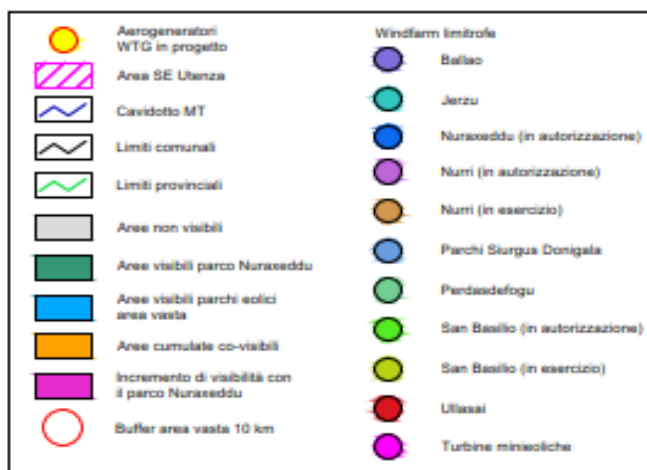 Aerogeneratori
WTG in progetto
Area SE Utenza
Cavidotto MT
Limiti comunali
Limiti provinciali
Aree non visibili
Aree visibili parco Nuraxeddu
Aree visibili parchi eolici
area vasta
Aree cumulate co-visibili
Incremento di visibilità con
il parco Nuraxeddu
Buffer area vasta 10 km
Windfarm limitrofe
Ballao
Jerzu
Nuraxeddu (in autorizzazione)
Nurri (in autorizzazione)
Nurri (in esercizio)
Parchi Siurgus Donigala
Perdasdefogu
San Basilio (in autorizzazione)
San Basilio (in esercizio)
Ullasai
Turbine minieoliche